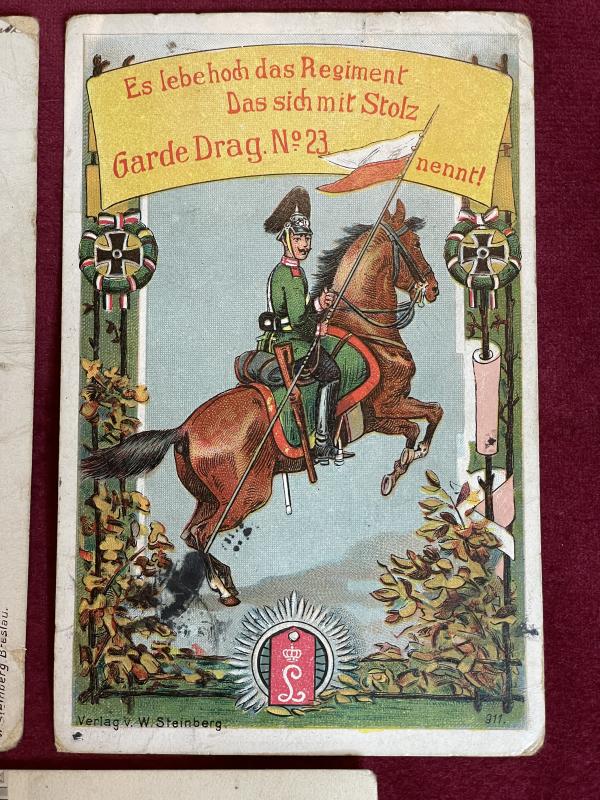 Es lebe hoch das Regiment
Das sich mit Stolz
Garde Drag. No. 23 nennt!
L
Verlag v. W. Steinberg.
911.
Steinberg Breslau.